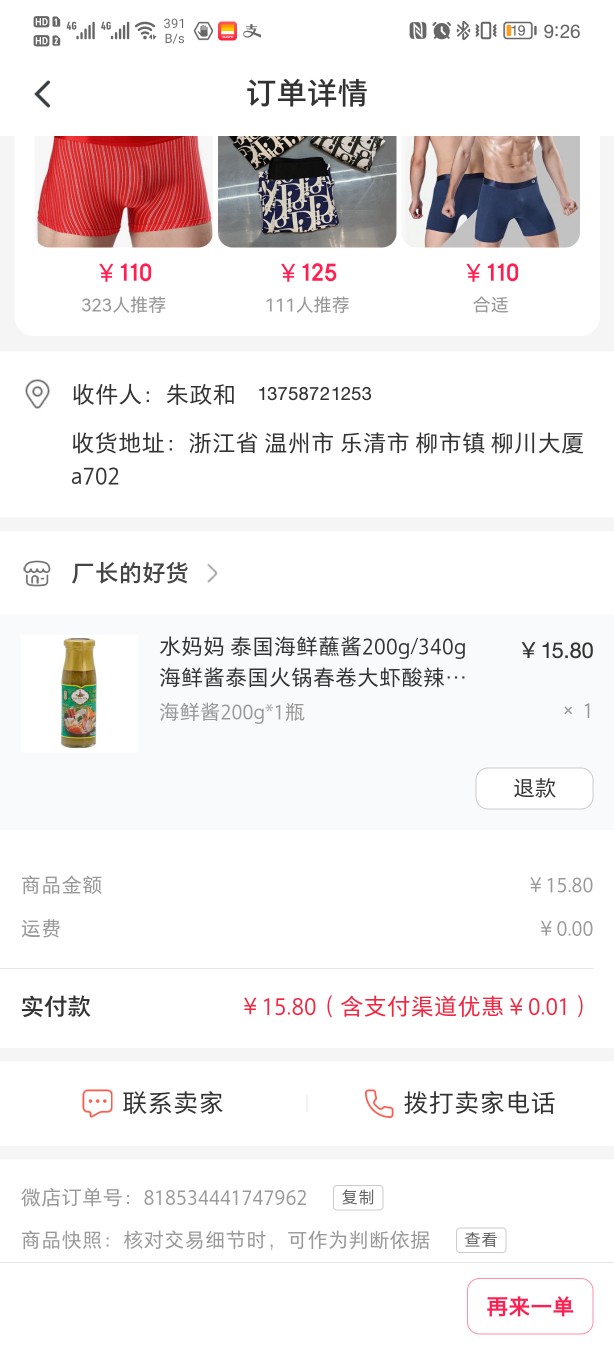 HD 1 4G 4G 391 B/s 支 19 9:26
HD 2
订单详情
￥110 ￥125 ￥110
323人推荐 111人推荐 合适
收件人：朱政和 13758721253
收货地址：浙江省 温州市 乐清市 柳市镇 柳川大厦
a702
厂长的好货
水妈妈 泰国海鲜蘸酱200g/340g ￥15.80
海鲜酱泰国火锅春卷大虾酸辣…
海鲜酱200g*1瓶 × 1
退款
商品金额 ￥15.80
运费 ￥0.00
实付款 ￥15.80（含支付渠道优惠￥0.01）
联系卖家 拨打卖家电话
微店订单号：818534441747962 复制
商品快照：核对交易细节时，可作为判断依据 查看
再来一单